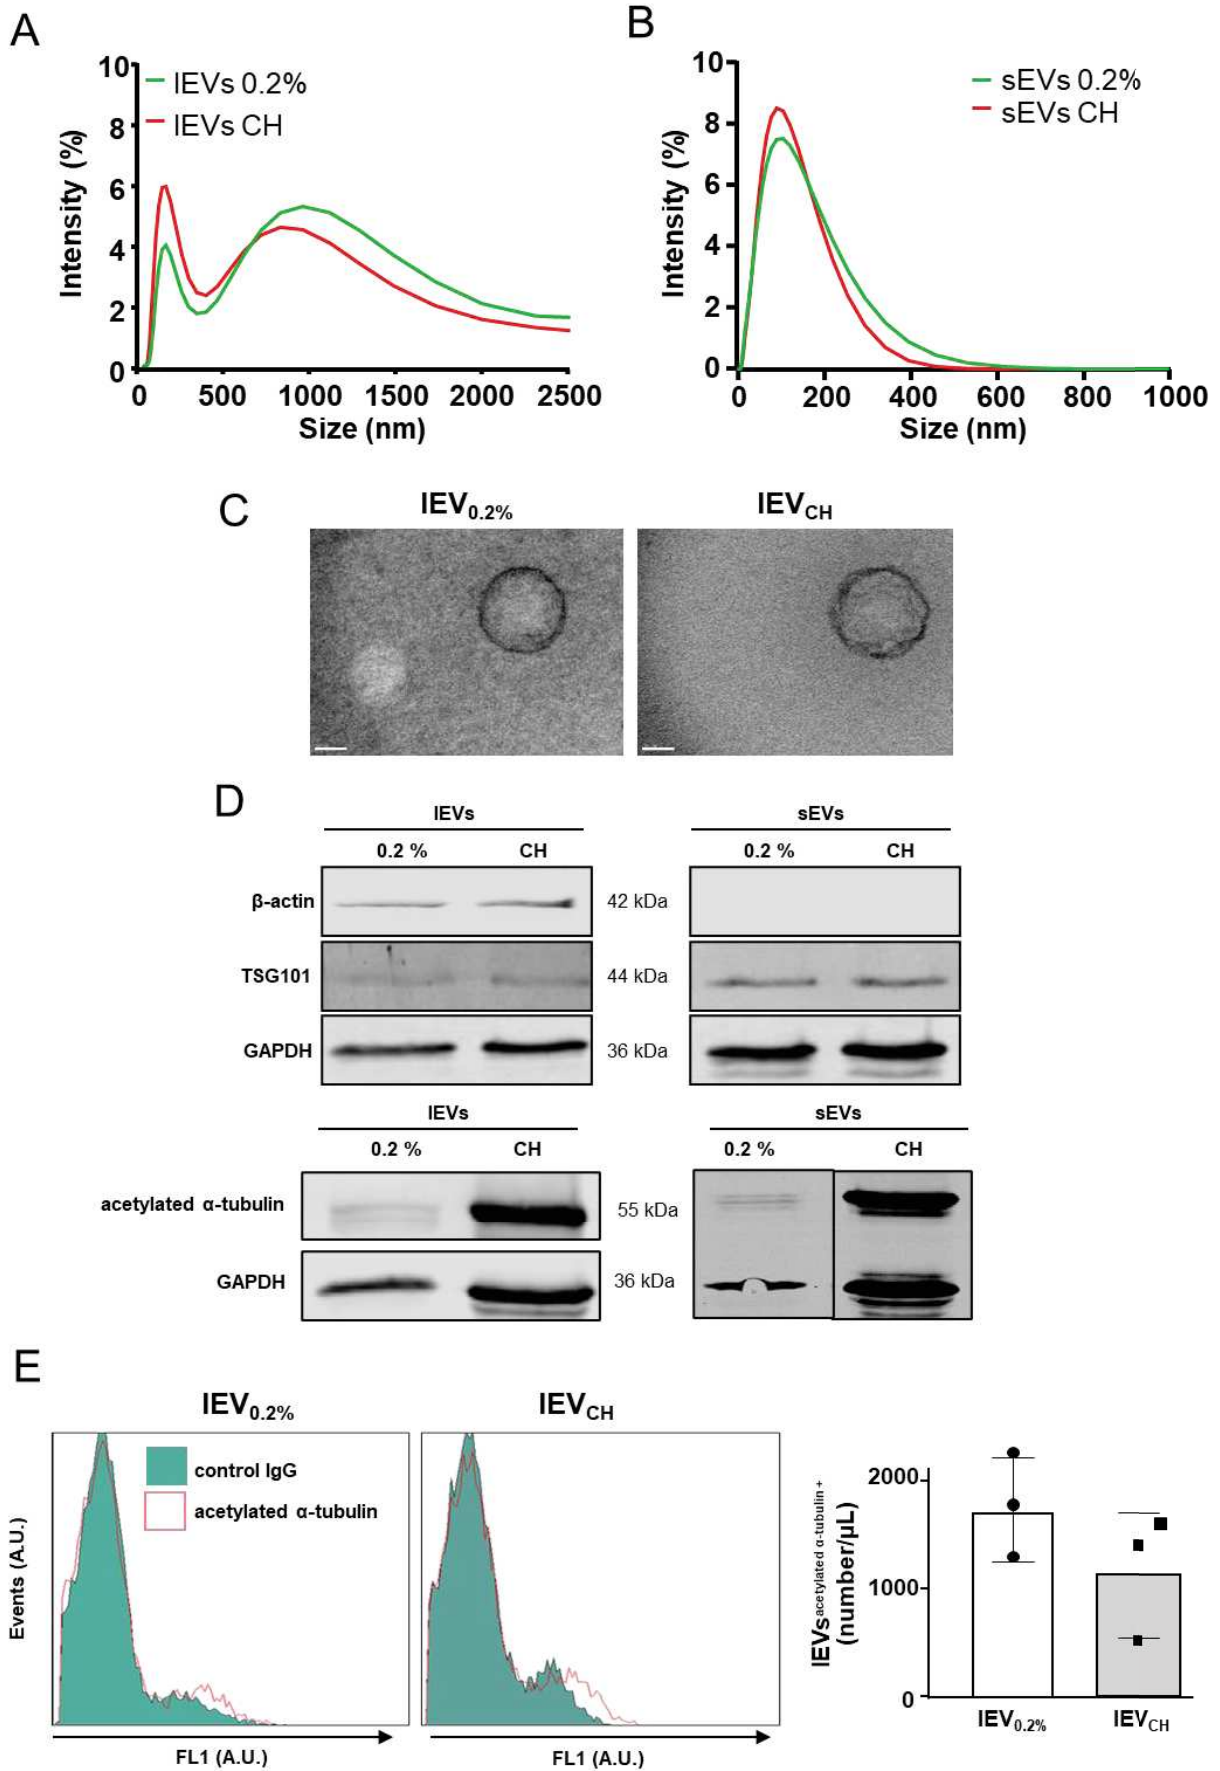 A
10
8
6
4
2
0
Intensity (%)
lEVs 0.2%
lEVs CH
0 500 1000 1500 2000 2500
Size (nm)
B
10
8
6
4
2
0
Intensity (%)
sEVs 0.2%
sEVs CH
0 200 400 600 800 1000
Size (nm)
C
lEV0.2%
lEVCH
D
lEVs
sEVs
0.2 % CH
0.2 % CH
β-actin
42 kDa
TSG101
44 kDa
GAPDH
36 kDa
lEVs
sEVs
0.2 % CH
0.2 % CH
acetylated α-tubulin
55 kDa
GAPDH
36 kDa
E
lEV0.2%
lEVCH
control IgG
acetylated α-tubulin
Events (A.U.)
FL1 (A.U.)
FL1 (A.U.)
lEVs acetylated α-tubulin +
(number/µL)
2000
1000
0
lEV0.2%
lEVCH